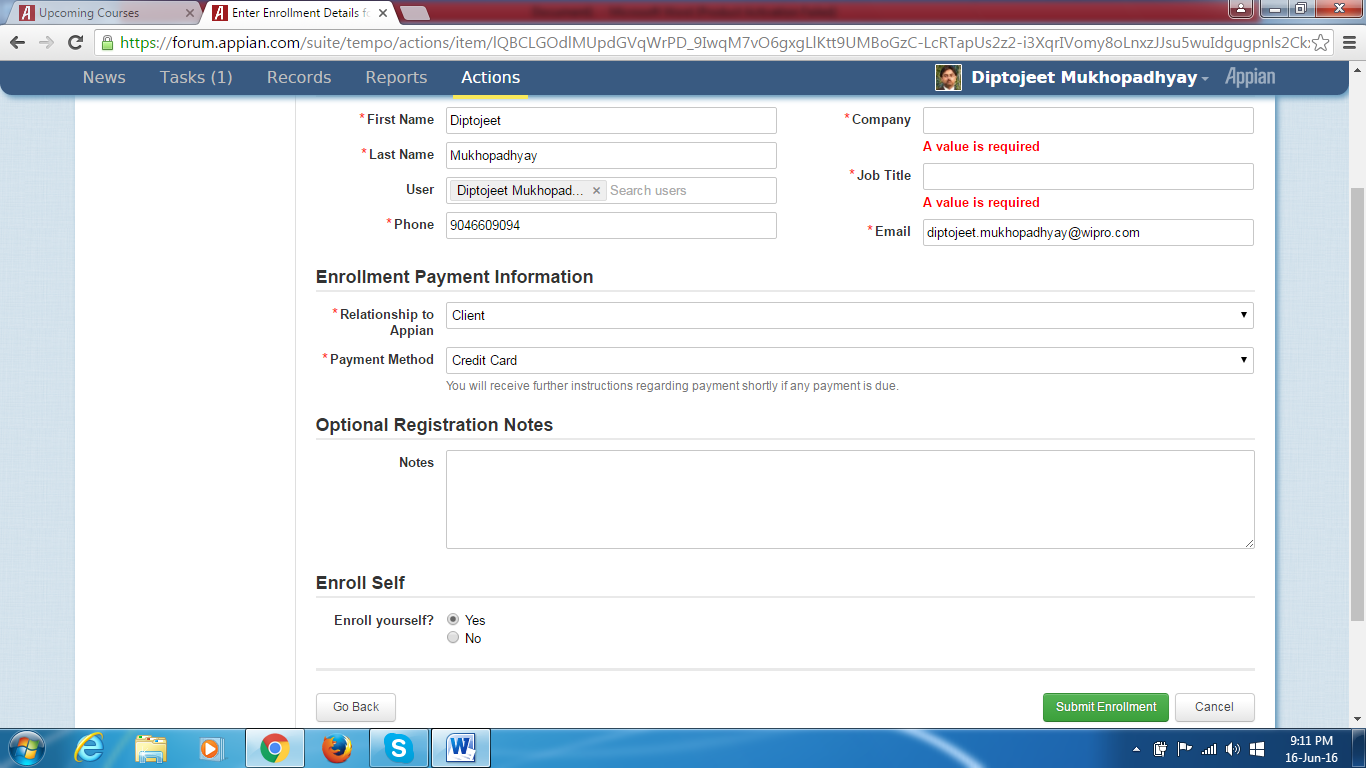 Upcoming Courses
Enter Enrollment Details fo
https://forum.appian.com/suite/tempo/actions/item/
News Tasks (1) Records Reports Actions Diptojeet Mukhopadhyay Appian
* First Name Diptojeet
* Company
A value is required
* Last Name Mukhopadhyay
* Job Title
A value is required
User Diptojeet Mukhopad... × Search users
* Phone 9046609094
* Email diptojeet.mukhopadhyay@wipro.com
Enrollment Payment Information
* Relationship to
Appian
Client
* Payment Method Credit Card
You will receive further instructions regarding payment shortly if any payment is due.
Optional Registration Notes
Notes
Enroll Self
Enroll yourself? Yes
No
Go Back Submit Enrollment Cancel
9:11 PM
16-Jun-16